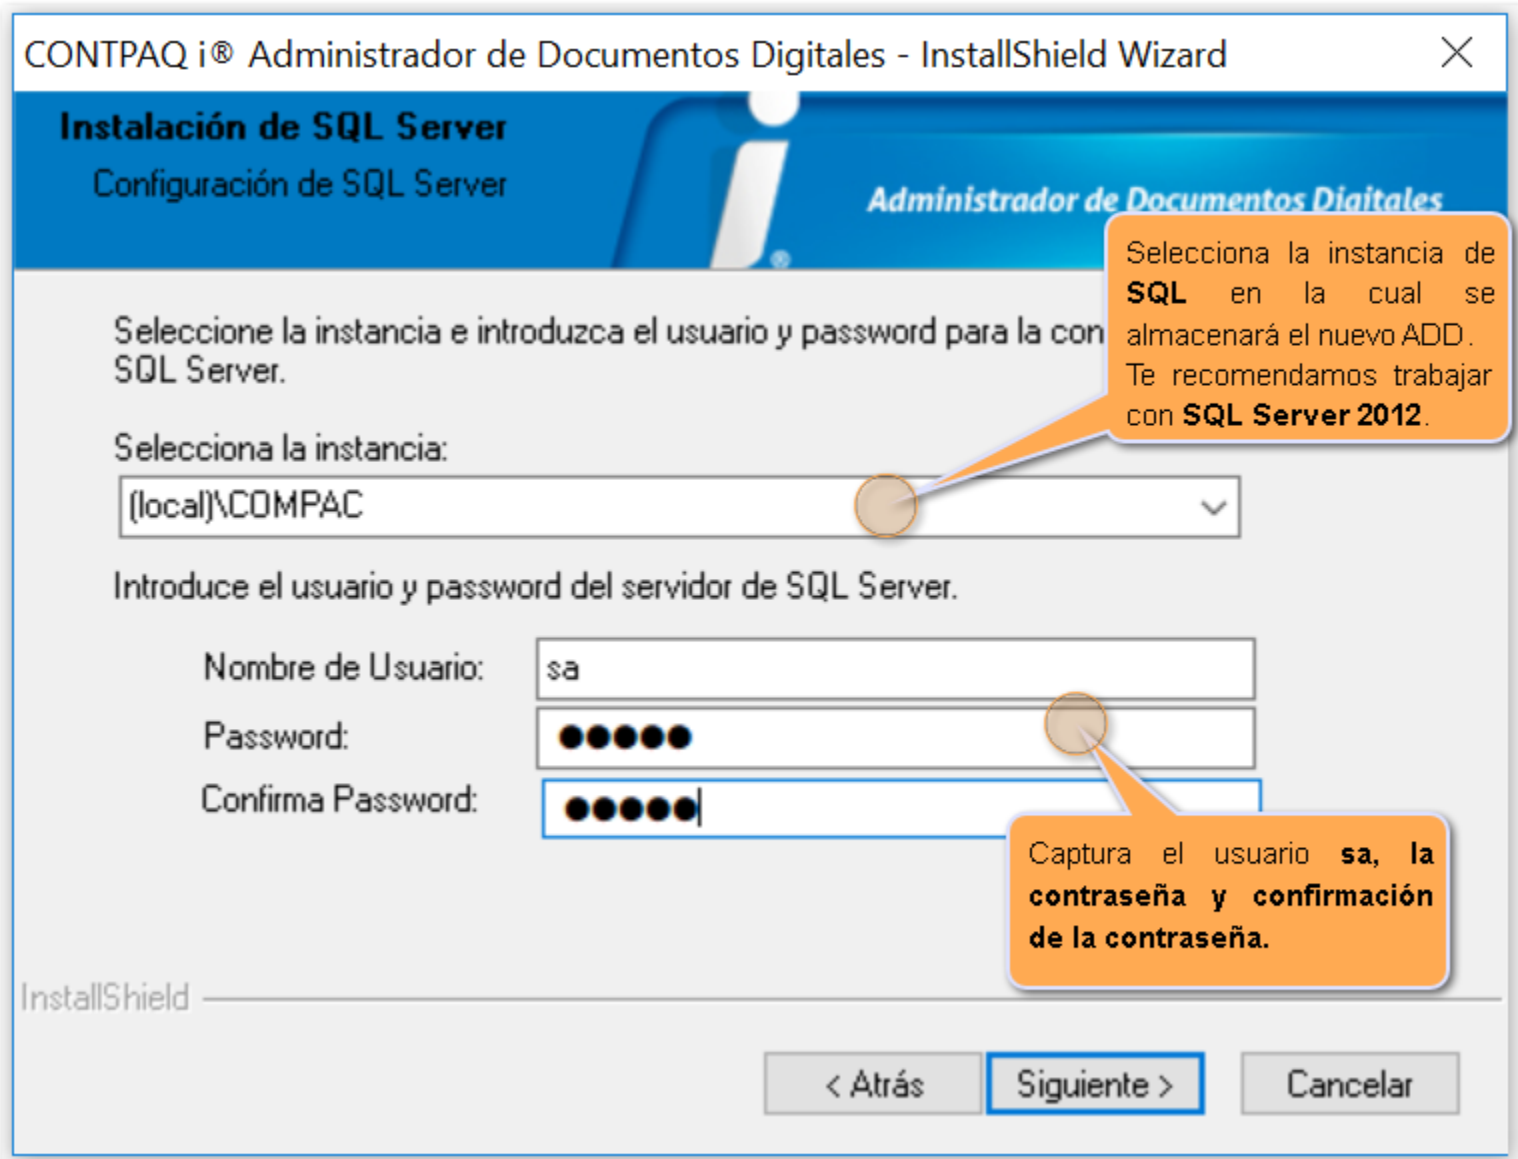 CONTPAQ i® Administrador de Documentos Digitales - InstallShield Wizard
Instalación de SQL Server
Configuración de SQL Server
Administrador de Documentos Digitales
®
Seleccione la instancia e introduzca el usuario y password para la con
SQL Server.
Selecciona la instancia de
SQL en la cual se
almacenará el nuevo ADD.
Te recomendamos trabajar
con SQL Server 2012.
Selecciona la instancia:
(local)\COMPAC
Introduce el usuario y password del servidor de SQL Server.
Nombre de Usuario: sa
Password: ●●●●●
Confirma Password: ●●●●●
Captura el usuario sa, la
contraseña y confirmación
de la contraseña.
InstallShield
< Atrás Siguiente > Cancelar